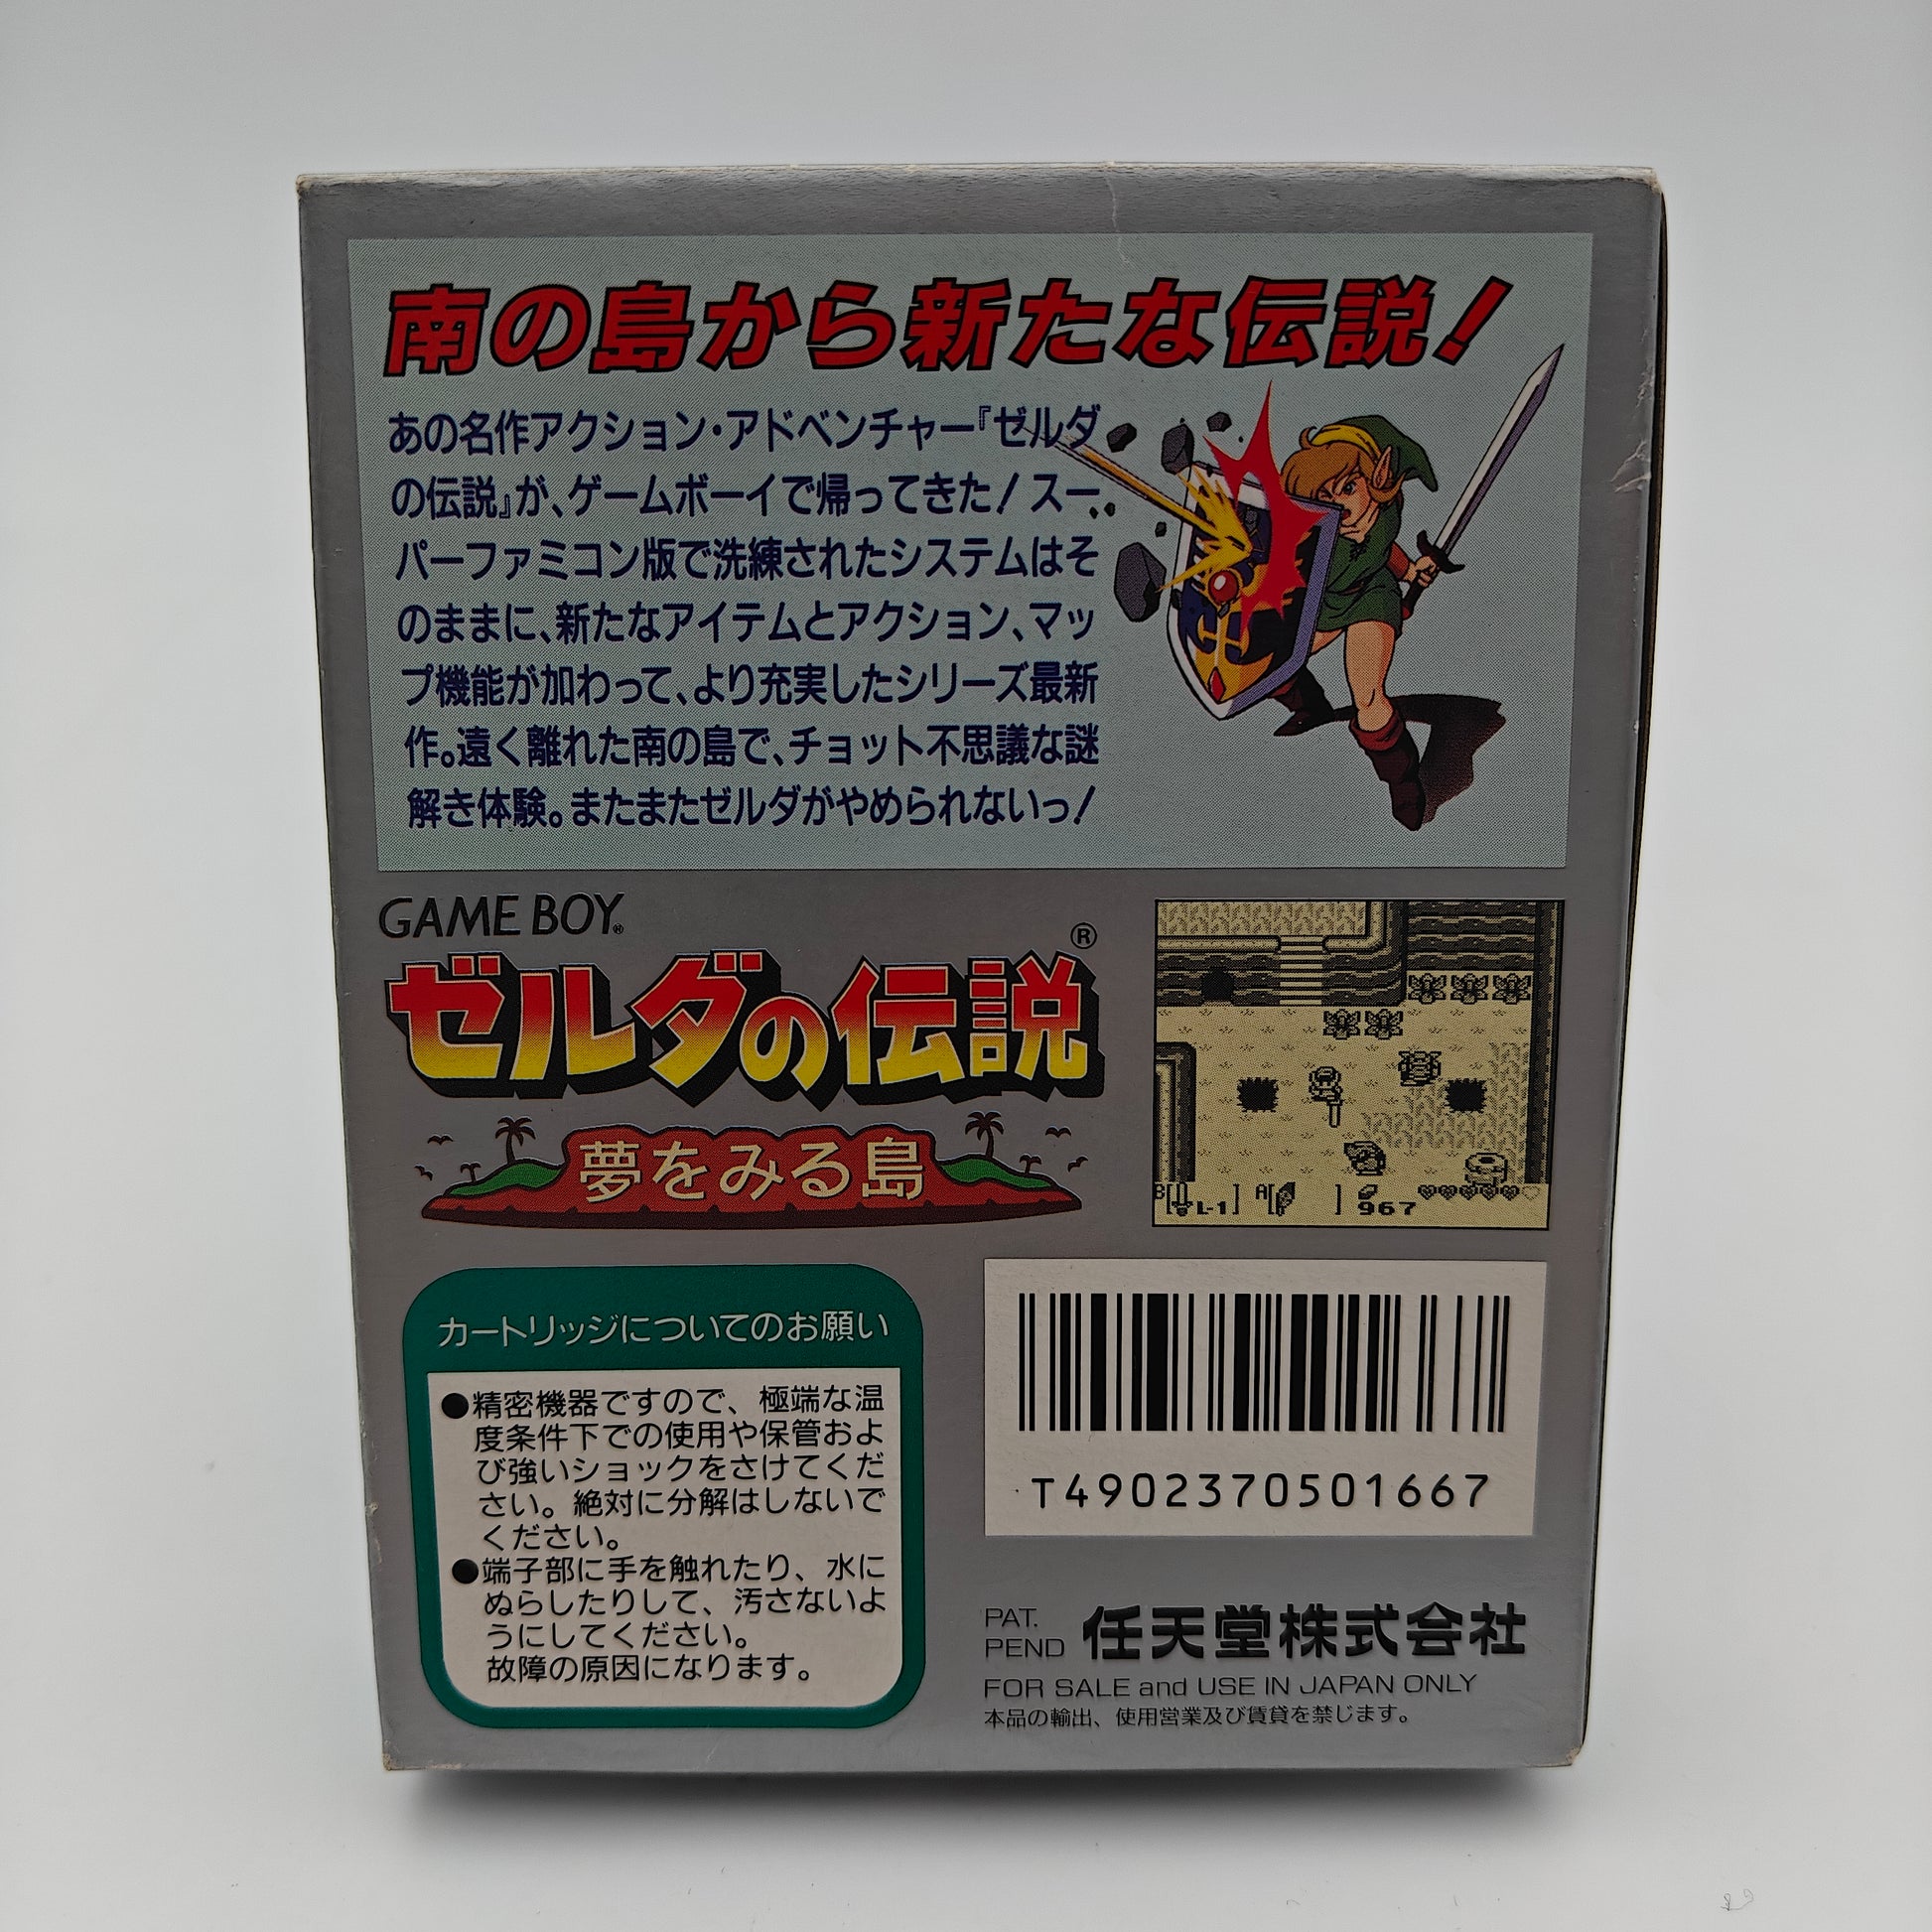 南の島から新たな伝説!
あの名作アクション・アドベンチャー『ゼルダ
の伝説』が、ゲームボーイで帰ってきた!スー
パーファミコン版で洗練されたシステムはそ
のままに、新たなアイテムとアクション、マッ
プ機能が加わって、より充実したシリーズ最新
作。遠く離れた南の島で、チョット不思議な謎
解き体験。またまたゼルダがやめられないっ!
GAME BOY®
ゼルダの伝説®
夢をみる島
B[ L-1] A[ ] 967
カートリッジについてのお願い
●精密機器ですので、極端な温
度条件下での使用や保管およ
び強いショックをさけてくだ
さい。絶対に分解はしないで
ください。
●端子部に手を触れたり、水に
ぬらしたりして、汚さないよ
うにしてください。
故障の原因になります。
T4902370501667
PAT.
PEND
任天堂株式会社
FOR SALE and USE IN JAPAN ONLY
本品の輸出、使用営業及び賃貸を禁じます。